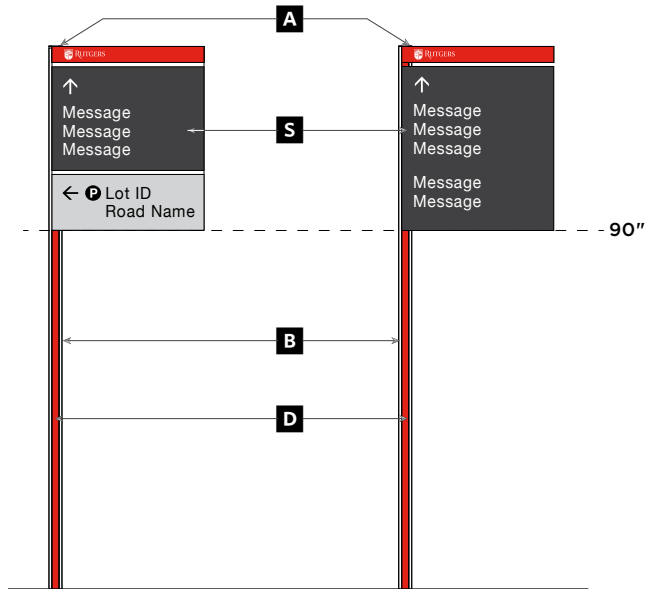 A
RUTGERS
Message
Message
Message
P Lot ID
Road Name
S
RUTGERS
Message
Message
Message
Message
Message
90"
B
D